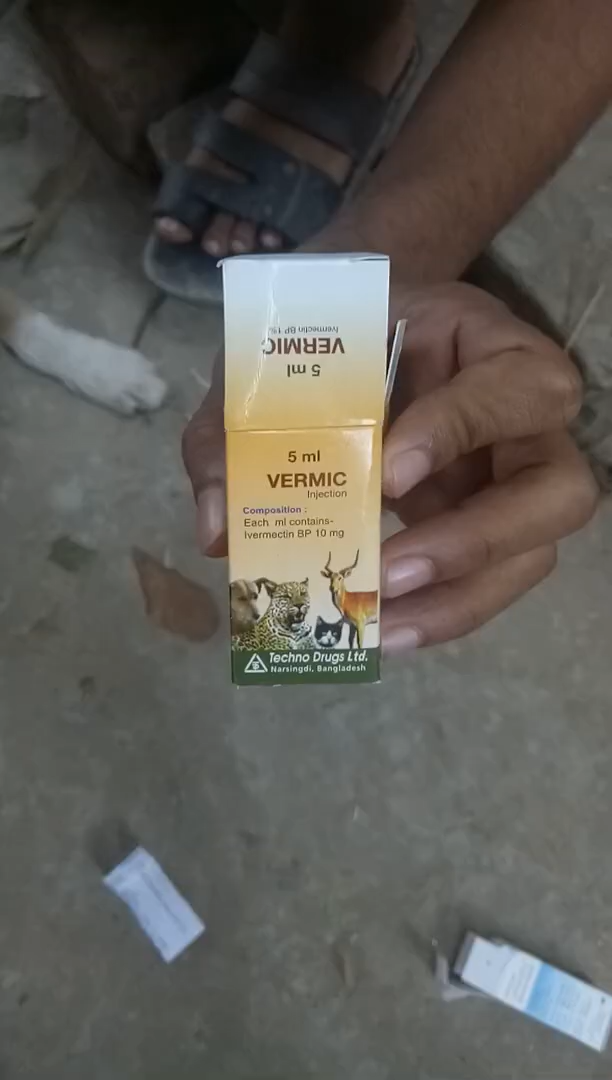 Ivermectin BP 1%
VERMIC
5 ml
5 ml
VERMIC
Injection
Composition :
Each ml contains-
Ivermectin BP 10 mg
Techno Drugs Ltd.
Narsingdi, Bangladesh